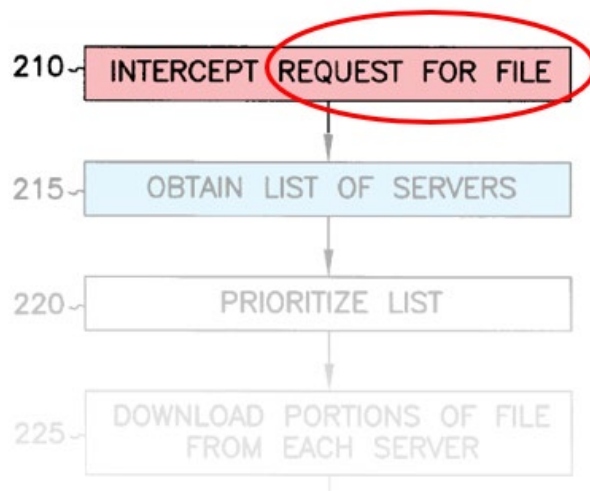 210 INTERCEPT REQUEST FOR FILE
215 OBTAIN LIST OF SERVERS
220 PRIORITIZE LIST
225 DOWNLOAD PORTIONS OF FILE
FROM EACH SERVER